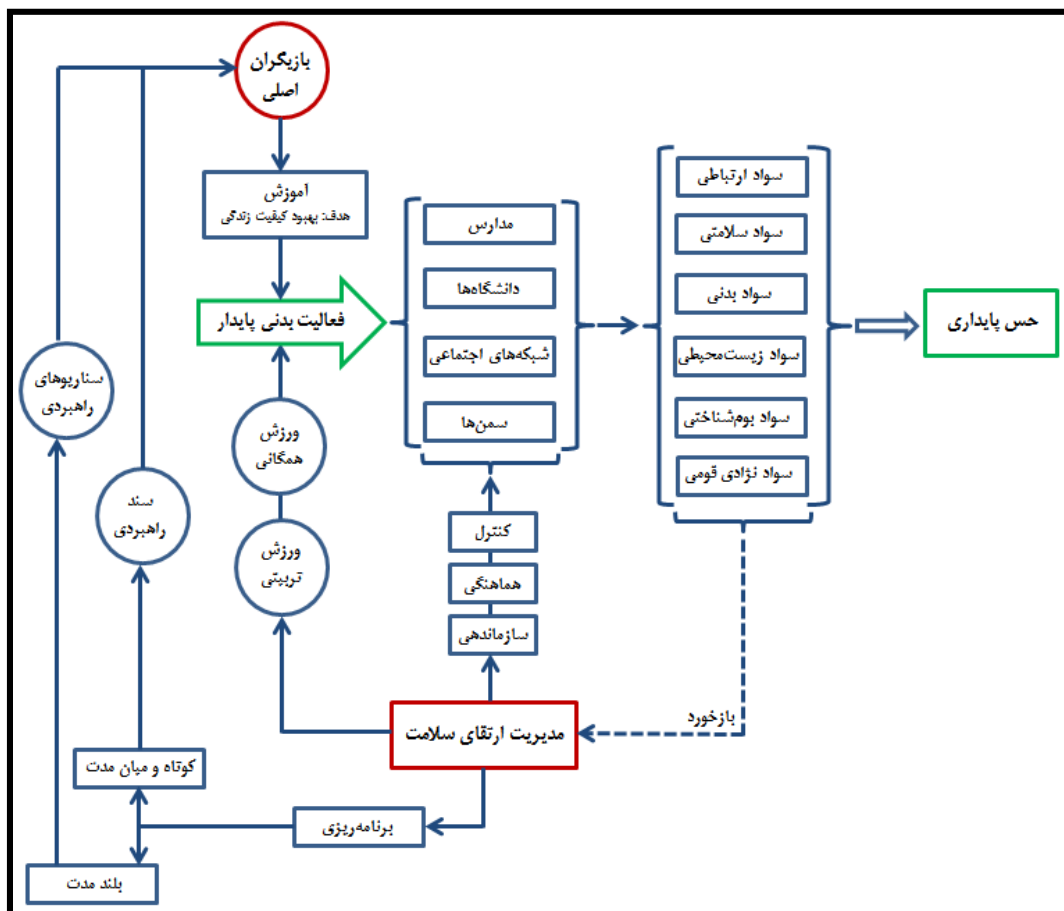 بازیگران
اصلی
آموزش
هدف: بهبود کیفیت زندگی
فعالیت بدنی پایدار
مدارس
دانشگاه‌ها
شبکه‌های اجتماعی
سمن‌ها
سواد ارتباطی
سواد سلامتی
سواد بدنی
سواد زیست‌محیطی
سواد بوم‌شناختی
سواد نژادی قومی
حس پایداری
سناریوهای
راهبردی
سند
راهبردی
ورزش
همگانی
ورزش
تربیتی
کنترل
هماهنگی
سازماندهی
بازخورد
مدیریت ارتقای سلامت
کوتاه و میان مدت
برنامه‌ریزی
بلند مدت